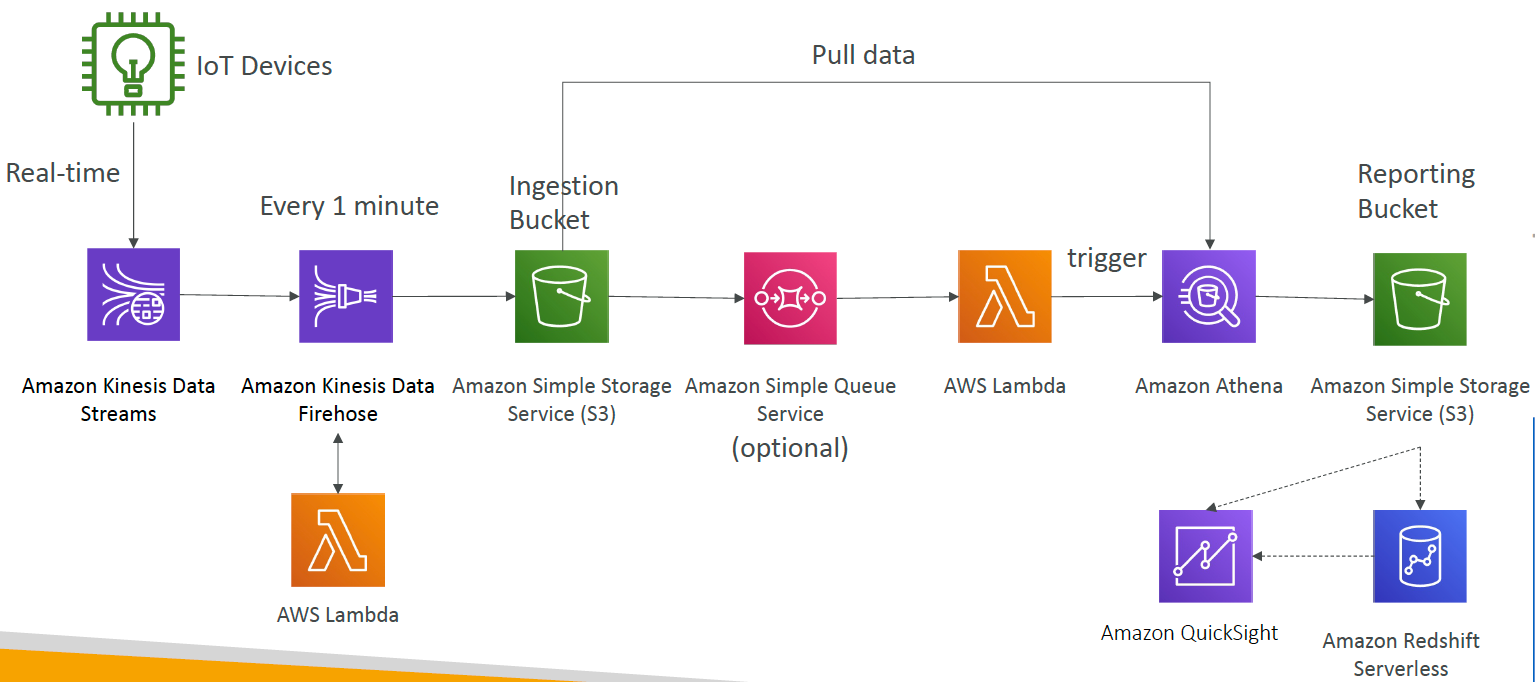 IoT Devices
Pull data
Real-time
Every 1 minute
Ingestion
Bucket
Reporting
Bucket
trigger
Amazon Kinesis Data
Streams
Amazon Kinesis Data
Firehose
Amazon Simple Storage
Service (S3)
Amazon Simple Queue
Service
(optional)
AWS Lambda
Amazon Athena
Amazon Simple Storage
Service (S3)
AWS Lambda
Amazon QuickSight
Amazon Redshift
Serverless